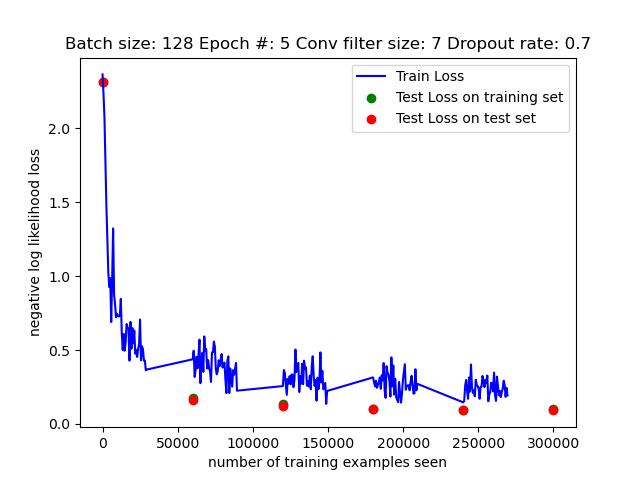 Batch size: 128 Epoch #: 5 Conv filter size: 7 Dropout rate: 0.7
Train Loss
Test Loss on training set
Test Loss on test set
negative log likelihood loss
2.0
1.5
1.0
0.5
0.0
0 50000 100000 150000 200000 250000 300000
number of training examples seen